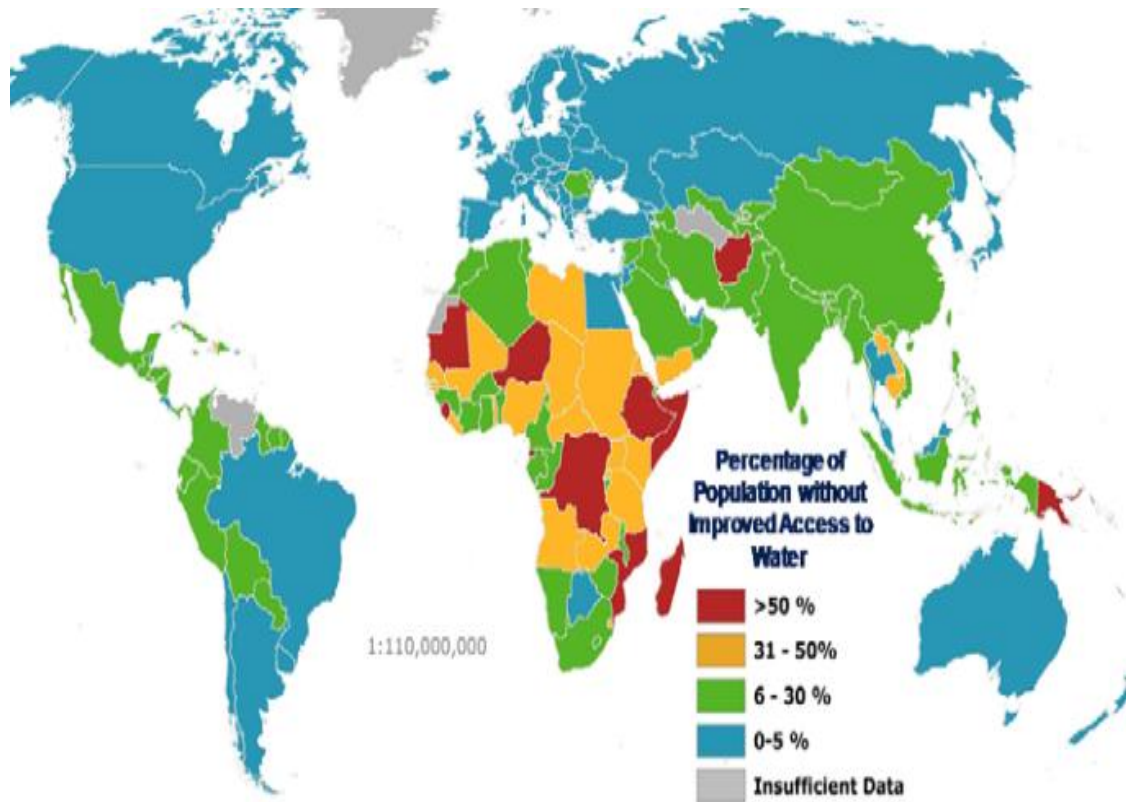 Percentage of
Population without
Improved Access to
Water
>50 %
1:110,000,000
31 - 50%
6 - 30 %
0-5 %
Insufficient Data